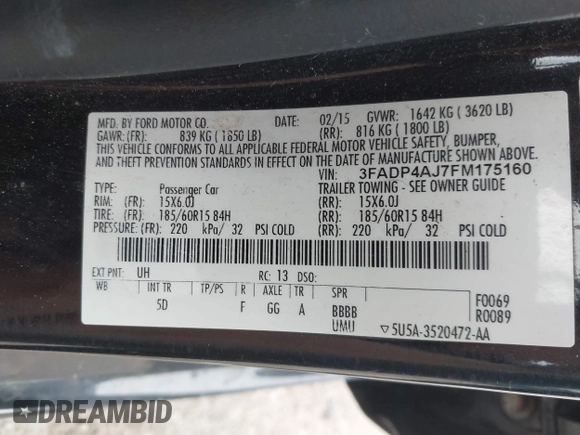 MFD. BY FORD MOTOR CO. DATE: 02/15 GVWR: 1642 KG ( 3620 LB)
GAWR: (FR): 839 KG ( 1850 LB) (RR): 816 KG ( 1800 LB)
THIS VEHICLE CONFORMS TO ALL APPLICABLE FEDERAL MOTOR VEHICLE SAFETY, BUMPER,
AND THEFT PREVENTION STANDARDS IN EFFECT ON THE DATE OF MANUFACTURE SHOWN ABOVE.
VIN: 3FADP4AJ7FM175160
TYPE: Passenger Car TRAILER TOWING - SEE OWNER GUIDE
RIM: (FR): 15X6.0J (RR): 15X6.0J
TIRE: (FR): 185/60R15 84H (RR): 185/60R15 84H
PRESSURE: (FR): 220 kPa/ 32 PSI COLD (RR): 220 kPa/ 32 PSI COLD
EXT PNT: UH RC: 13 DSO:
WB INT TR TP/PS R AXLE TR SPR
5D F GG A BBBB F0069
UMU R0089
▽5U5A-3520472-AA
DREAMBID